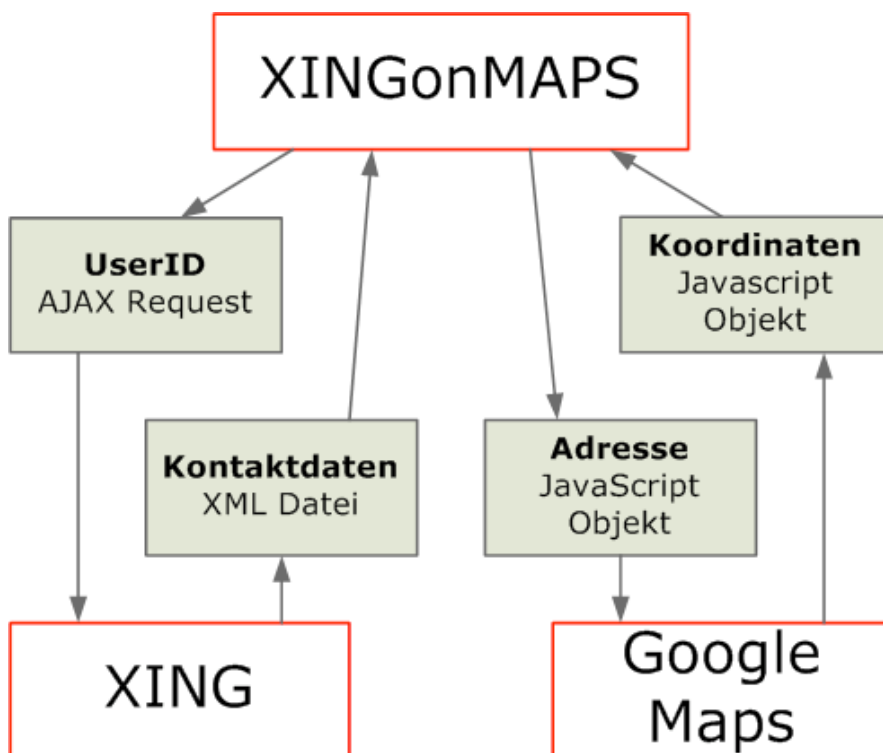 XINGonMAPS
UserID
AJAX Request
Koordinaten
Javascript
Objekt
Kontaktdaten
XML Datei
Adresse
JavaScript
Objekt
XING
Google
Maps